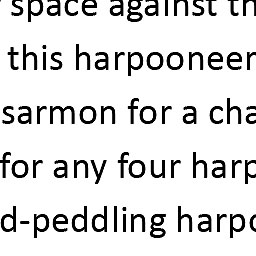 space against th
this harpooneer
sarmon for a cha
for any four harp
d-peddling harpo